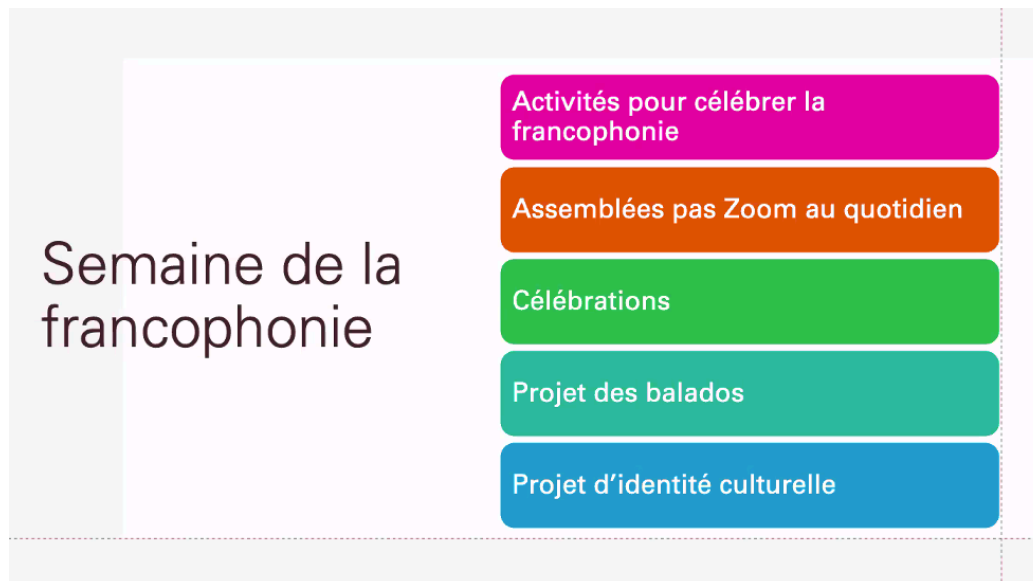 Semaine de la
francophonie
Activités pour célébrer la
francophonie
Assemblées pas Zoom au quotidien
Célébrations
Projet des balados
Projet d’identité culturelle